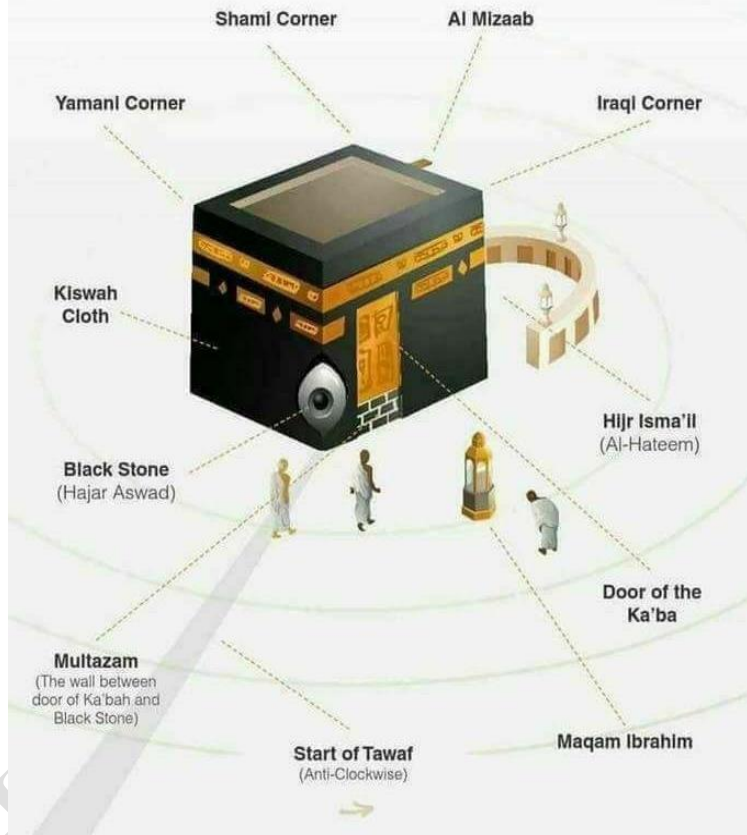 Shami Corner
Al Mizaab
Yamani Corner
Iraqi Corner
Kiswah
Cloth
Hijr Isma'il
(Al-Hateem)
Black Stone
(Hajar Aswad)
Door of the
Ka'ba
Multazam
(The wall between
door of Ka'bah and
Black Stone)
Maqam Ibrahim
Start of Tawaf
(Anti-Clockwise)